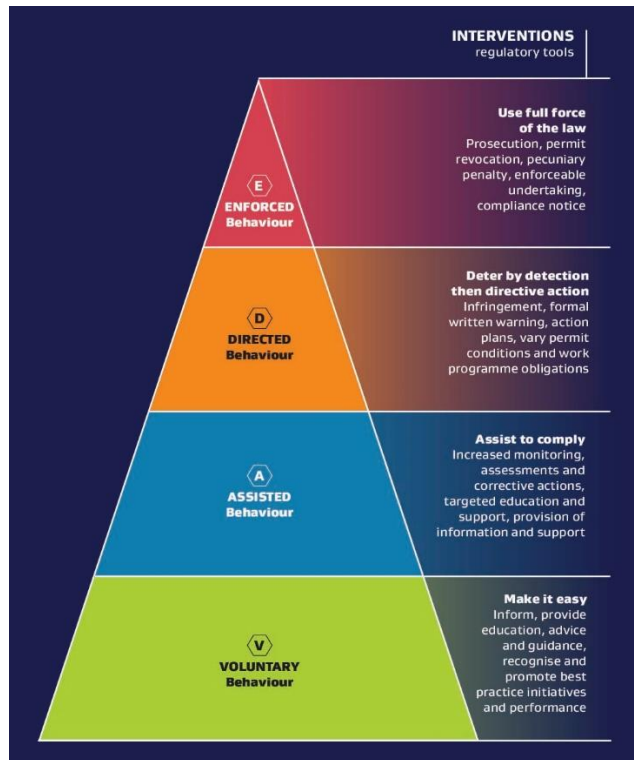 INTERVENTIONS
regulatory tools
E
ENFORCED
Behaviour
Use full force
of the law
Prosecution, permit
revocation, pecuniary
penalty, enforceable
undertaking,
compliance notice
D
DIRECTED
Behaviour
Deter by detection
then directive action
Infringement, formal
written warning, action
plans, vary permit
conditions and work
programme obligations
A
ASSISTED
Behaviour
Assist to comply
Increased monitoring,
assessments and
corrective actions,
targeted education and
support, provision of
information and support
V
VOLUNTARY
Behaviour
Make it easy
Inform, provide
education, advice
and guidance,
recognise and
promote best
practice initiatives
and performance